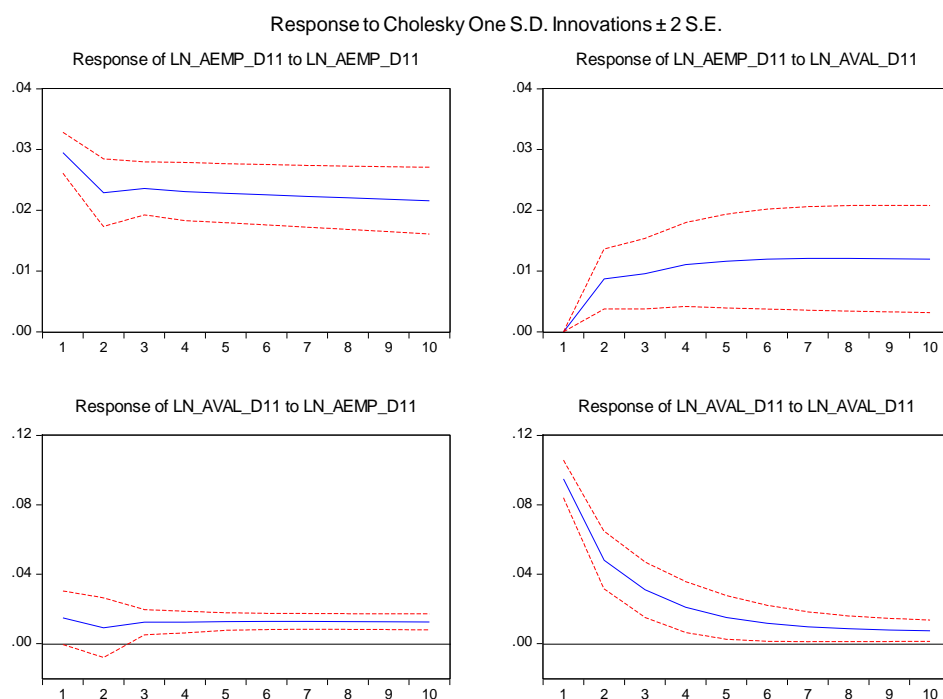 Response to Cholesky One S.D. Innovations ± 2 S.E.
Response of LN_AEMP_D11 to LN_AEMP_D11
.04
.03
.02
.01
.00
1 2 3 4 5 6 7 8 9 10
Response of LN_AEMP_D11 to LN_AVAL_D11
.04
.03
.02
.01
.00
1 2 3 4 5 6 7 8 9 10
Response of LN_AVAL_D11 to LN_AEMP_D11
.12
.08
.04
.00
1 2 3 4 5 6 7 8 9 10
Response of LN_AVAL_D11 to LN_AVAL_D11
.12
.08
.04
.00
1 2 3 4 5 6 7 8 9 10